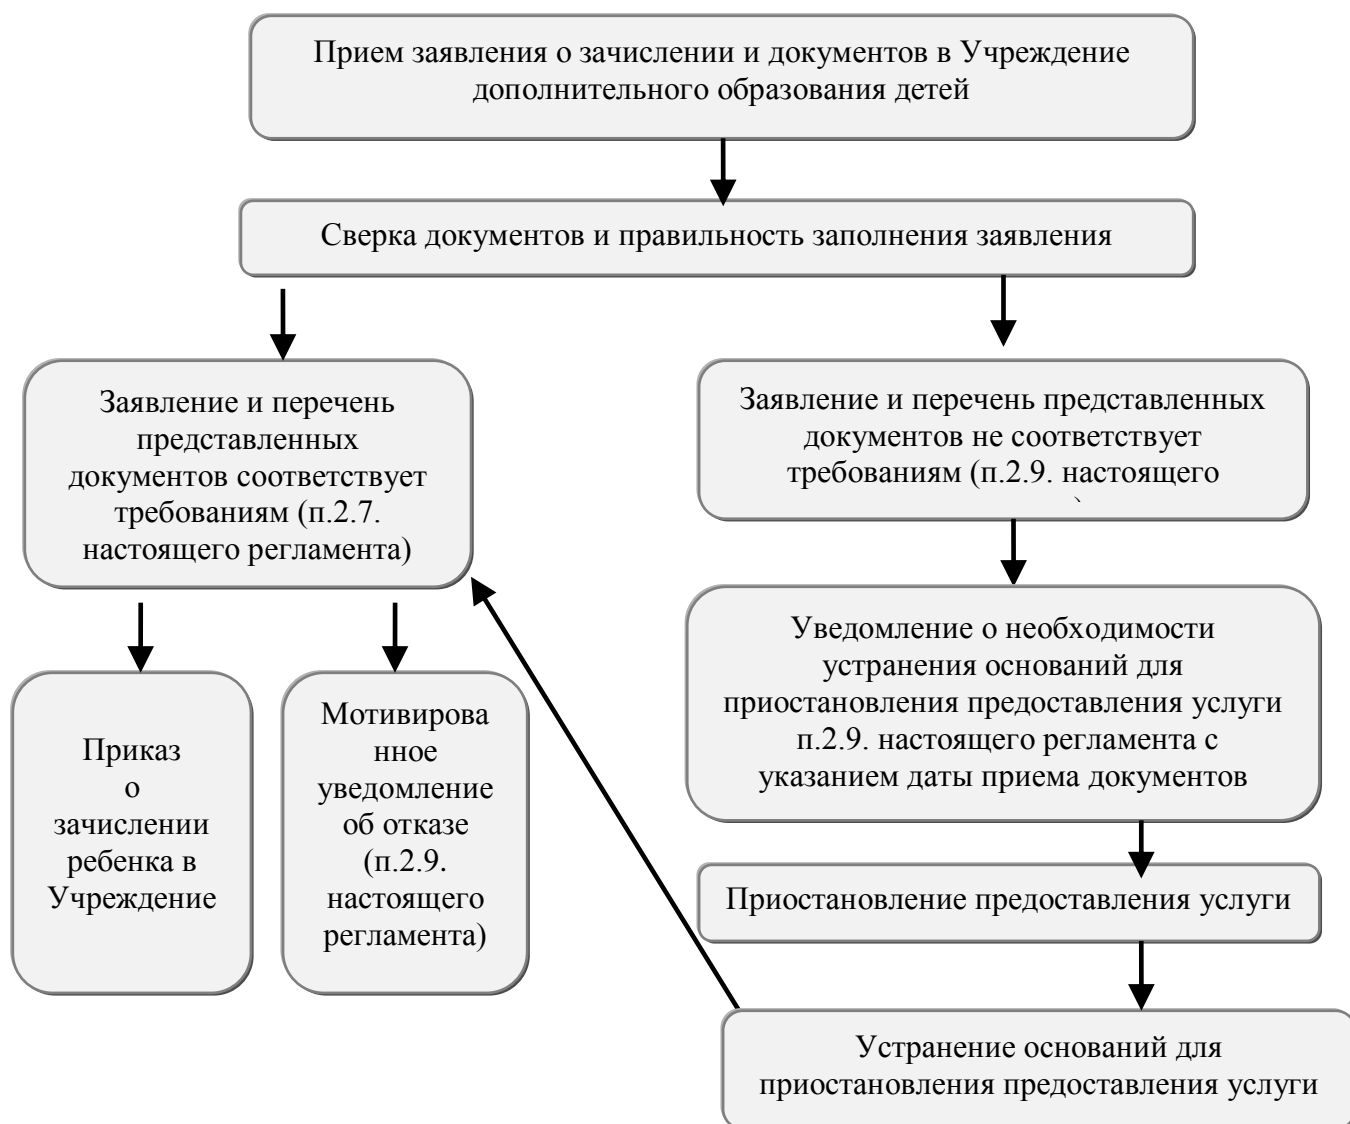 Прием заявления о зачислении и документов в Учреждение
дополнительного образования детей
Сверка документов и правильность заполнения заявления
Заявление и перечень
представленных
документов соответствует
требованиям (п.2.7.
настоящего регламента)
Заявление и перечень представленных
документов не соответствует
требованиям (п.2.9. настоящего
Уведомление о необходимости
устранения оснований для
приостановления предоставления услуги
п.2.9. настоящего регламента с
указанием даты приема документов
Приказ
о
зачислении
ребенка в
Учреждение
Мотивирова
нное
уведомление
об отказе
(п.2.9.
настоящего
регламента)
Приостановление предоставления услуги
Устранение оснований для
приостановления предоставления услуги